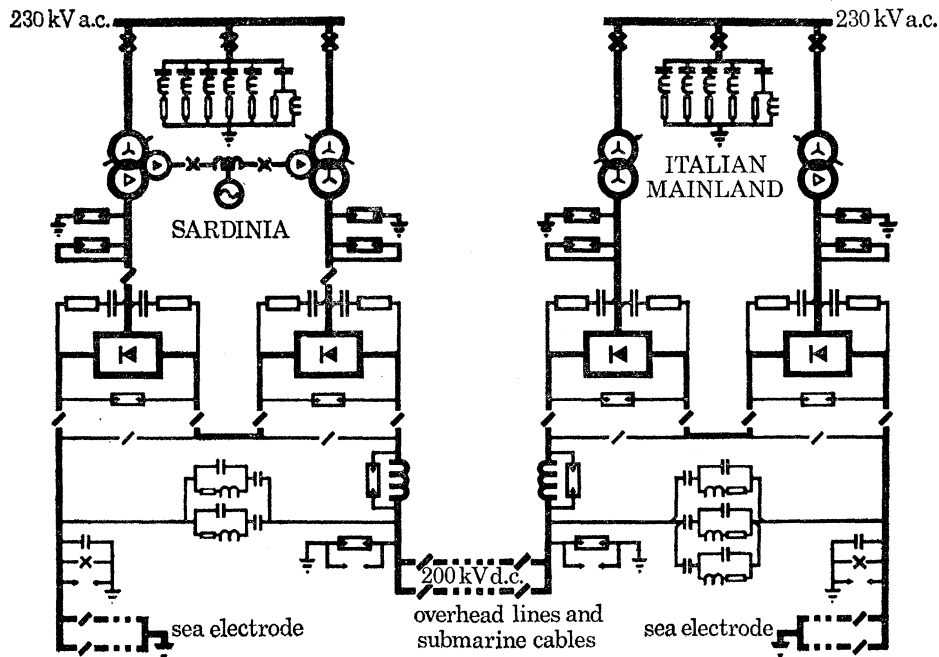 230 kV a.c.
230 kV a.c.
SARDINIA
ITALIAN
MAINLAND
200 kV d.c.
overhead lines and
submarine cables
sea electrode
sea electrode